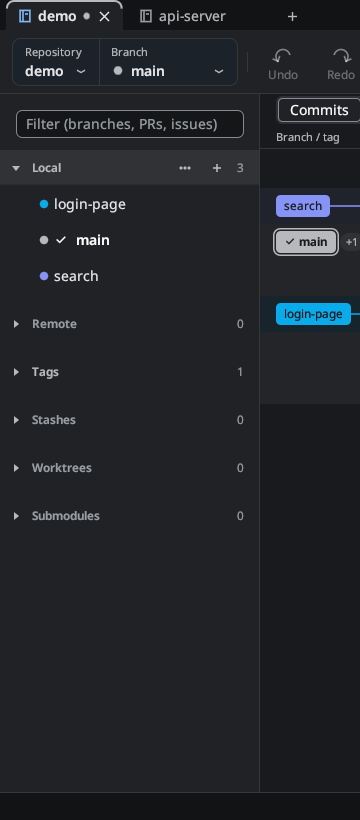 demo
api-server
Repository
demo
Branch
main
Undo
Redo
Filter (branches, PRs, issues)
Commits
Branch / tag
Local
3
login-page
main
search
Remote
0
Tags
1
Stashes
0
Worktrees
0
Submodules
0
search
main
+1
login-page